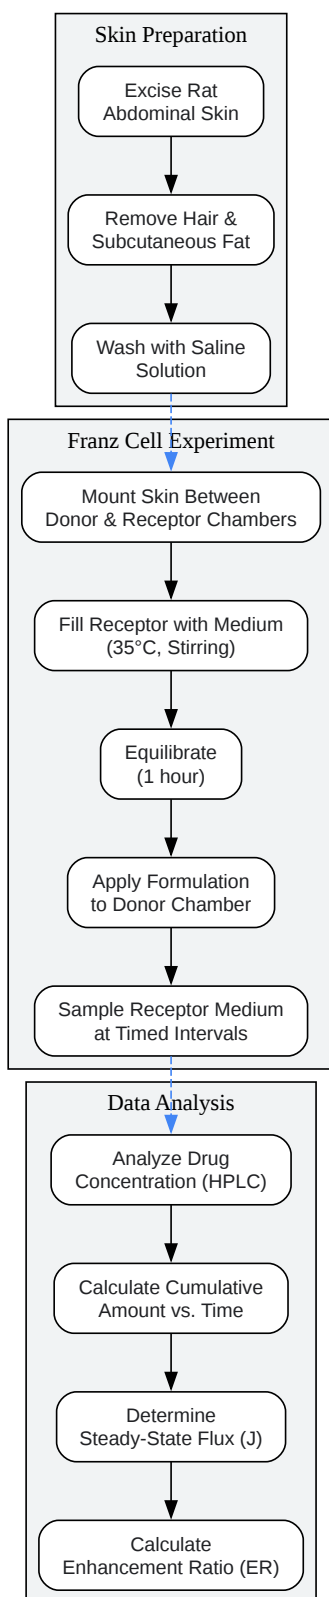 Skin Preparation
Excise Rat
Abdominal Skin
Remove Hair &
Subcutaneous Fat
Wash with Saline
Solution
Franz Cell Experiment
Mount Skin Between
Donor & Receptor Chambers
Fill Receptor with Medium
(35°C, Stirring)
Equilibrate
(1 hour)
Apply Formulation
to Donor Chamber
Sample Receptor Medium
at Timed Intervals
Data Analysis
Analyze Drug
Concentration (HPLC)
Calculate Cumulative
Amount vs. Time
Determine
Steady-State Flux (J)
Calculate
Enhancement Ratio (ER)